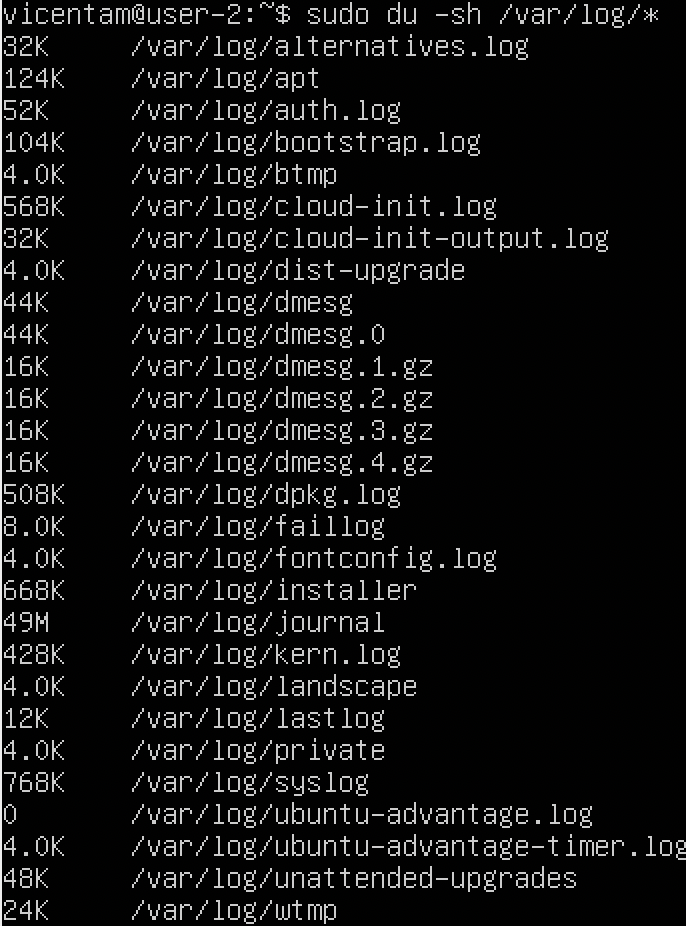 vicentam@user-2:~$ sudo du -sh /var/log/*
32K /var/log/alternatives.log
124K /var/log/apt
52K /var/log/auth.log
104K /var/log/bootstrap.log
4.0K /var/log/btmp
568K /var/log/cloud-init.log
32K /var/log/cloud-init-output.log
4.0K /var/log/dist-upgrade
44K /var/log/dmesg
44K /var/log/dmesg.0
16K /var/log/dmesg.1.gz
16K /var/log/dmesg.2.gz
16K /var/log/dmesg.3.gz
16K /var/log/dmesg.4.gz
508K /var/log/dpkg.log
8.0K /var/log/faillog
4.0K /var/log/fontconfig.log
668K /var/log/installer
49M /var/log/journal
428K /var/log/kern.log
4.0K /var/log/landscape
12K /var/log/lastlog
4.0K /var/log/private
768K /var/log/syslog
0 /var/log/ubuntu-advantage.log
4.0K /var/log/ubuntu-advantage-timer.log
48K /var/log/unattended-upgrades
24K /var/log/wtmp